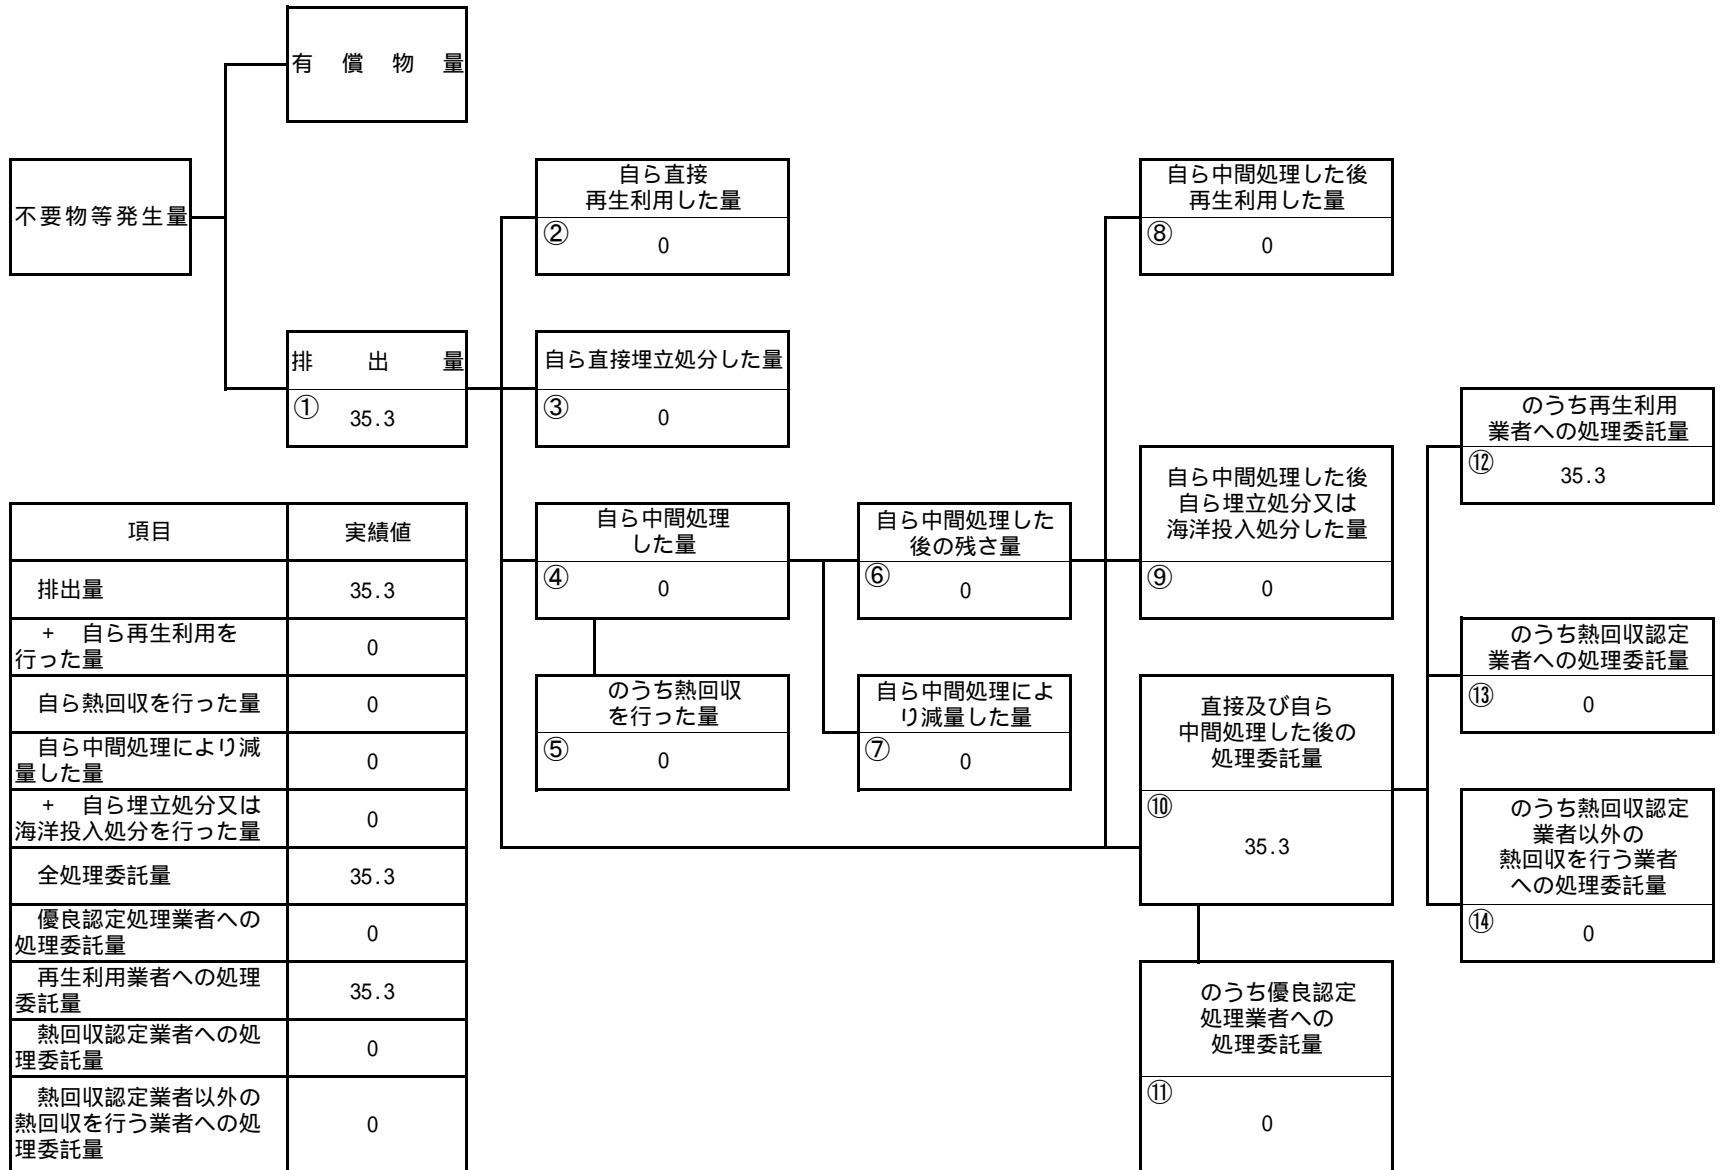 有償物量
不要物等発生量
排出量
① 35.3
自ら直接
再生利用した量
② 0
自ら直接埋立処分した量
③ 0
自ら中間処理
した量
④ 0
のうち熱回収
を行った量
⑤ 0
自ら中間処理した
後の残さ量
⑥ 0
自ら中間処理によ
り減量した量
⑦ 0
自ら中間処理した後
再生利用した量
⑧ 0
自ら中間処理した後
自ら埋立処分又は
海洋投入処分した量
⑨ 0
直接及び自ら
中間処理した後の
処理委託量
⑩
35.3
のうち優良認定
処理業者への
処理委託量
⑪
0
のうち再生利用
業者への処理委託量
⑫ 35.3
のうち熱回収認定
業者への処理委託量
⑬ 0
のうち熱回収認定
業者以外の
熱回収を行う業者
への処理委託量
⑭ 0
項目 実績値
排出量 35.3
+ 自ら再生利用を
行った量 0
自ら熱回収を行った量 0
自ら中間処理により減
量した量 0
+ 自ら埋立処分又は
海洋投入処分を行った量 0
全処理委託量 35.3
優良認定処理業者への
処理委託量 0
再生利用業者への処理
委託量 35.3
熱回収認定業者への処
理委託量 0
熱回収認定業者以外の
熱回収を行う業者への処
理委託量 0